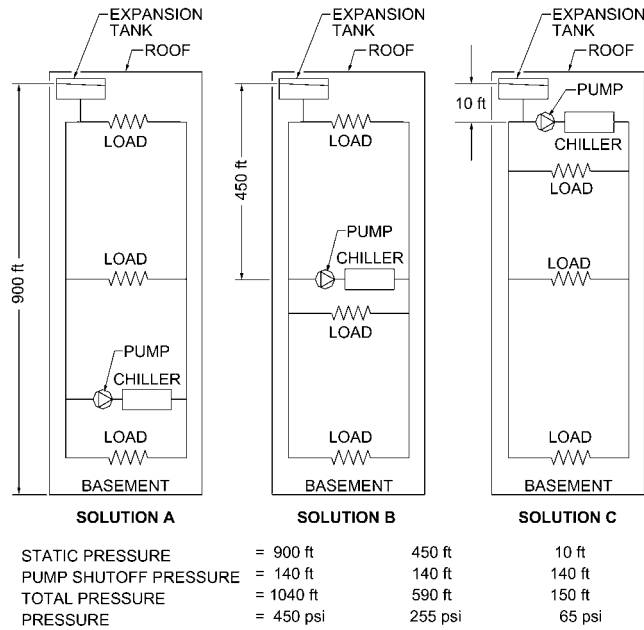 EXPANSION
TANK
ROOF
LOAD
900 ft
LOAD
PUMP
CHILLER
LOAD
BASEMENT
SOLUTION A
EXPANSION
TANK
ROOF
LOAD
450 ft
PUMP
CHILLER
LOAD
LOAD
BASEMENT
SOLUTION B
EXPANSION
TANK
ROOF
10 ft
PUMP
CHILLER
LOAD
LOAD
LOAD
BASEMENT
SOLUTION C
STATIC PRESSURE = 900 ft 450 ft 10 ft
PUMP SHUTOFF PRESSURE = 140 ft 140 ft 140 ft
TOTAL PRESSURE = 1040 ft 590 ft 150 ft
PRESSURE = 450 psi 255 psi 65 psi